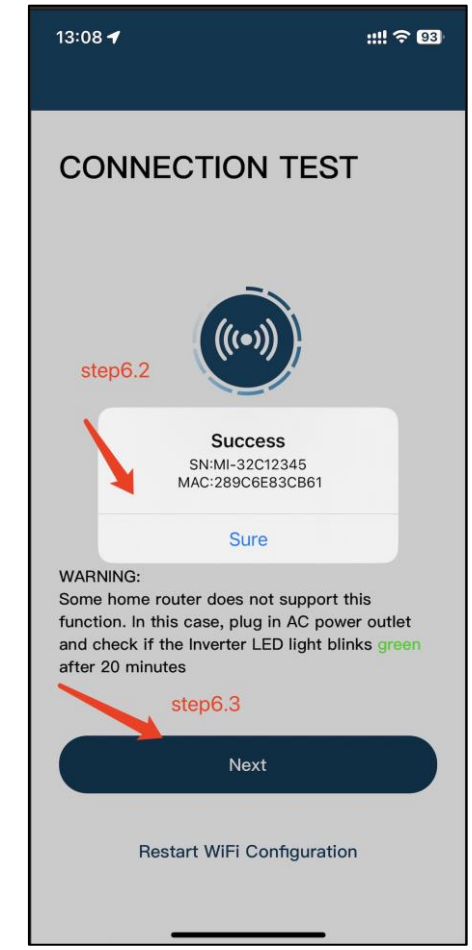 13:08
93
CONNECTION TEST
step6.2
Success
SN:MI-32C12345
MAC:289C6E83CB61
Sure
WARNING:
Some home router does not support this
function. In this case, plug in AC power outlet
and check if the Inverter LED light blinks green
after 20 minutes
step6.3
Next
Restart WiFi Configuration